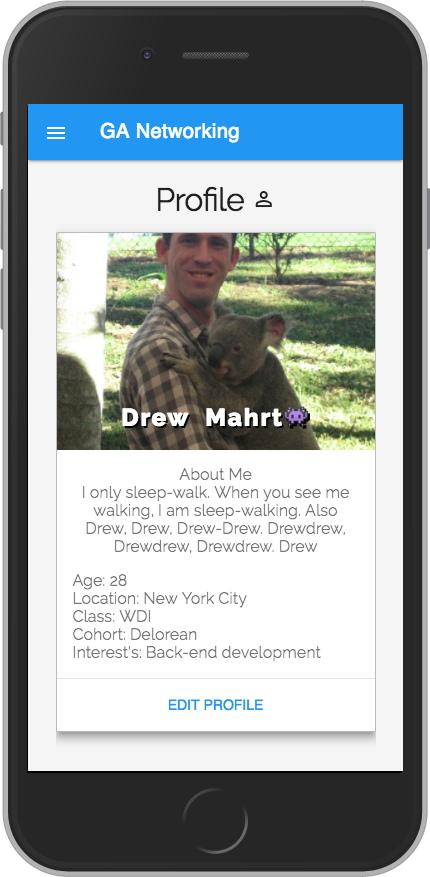 GA Networking
Profile
Drew Mahrt👾
About Me
I only sleep-walk. When you see me
walking, I am sleep-walking. Also
Drew, Drew, Drew-Drew. Drewdrew,
Drewdrew, Drewdrew. Drew
Age: 28
Location: New York City
Class: WDI
Cohort: Delorean
Interest's: Back-end development
EDIT PROFILE